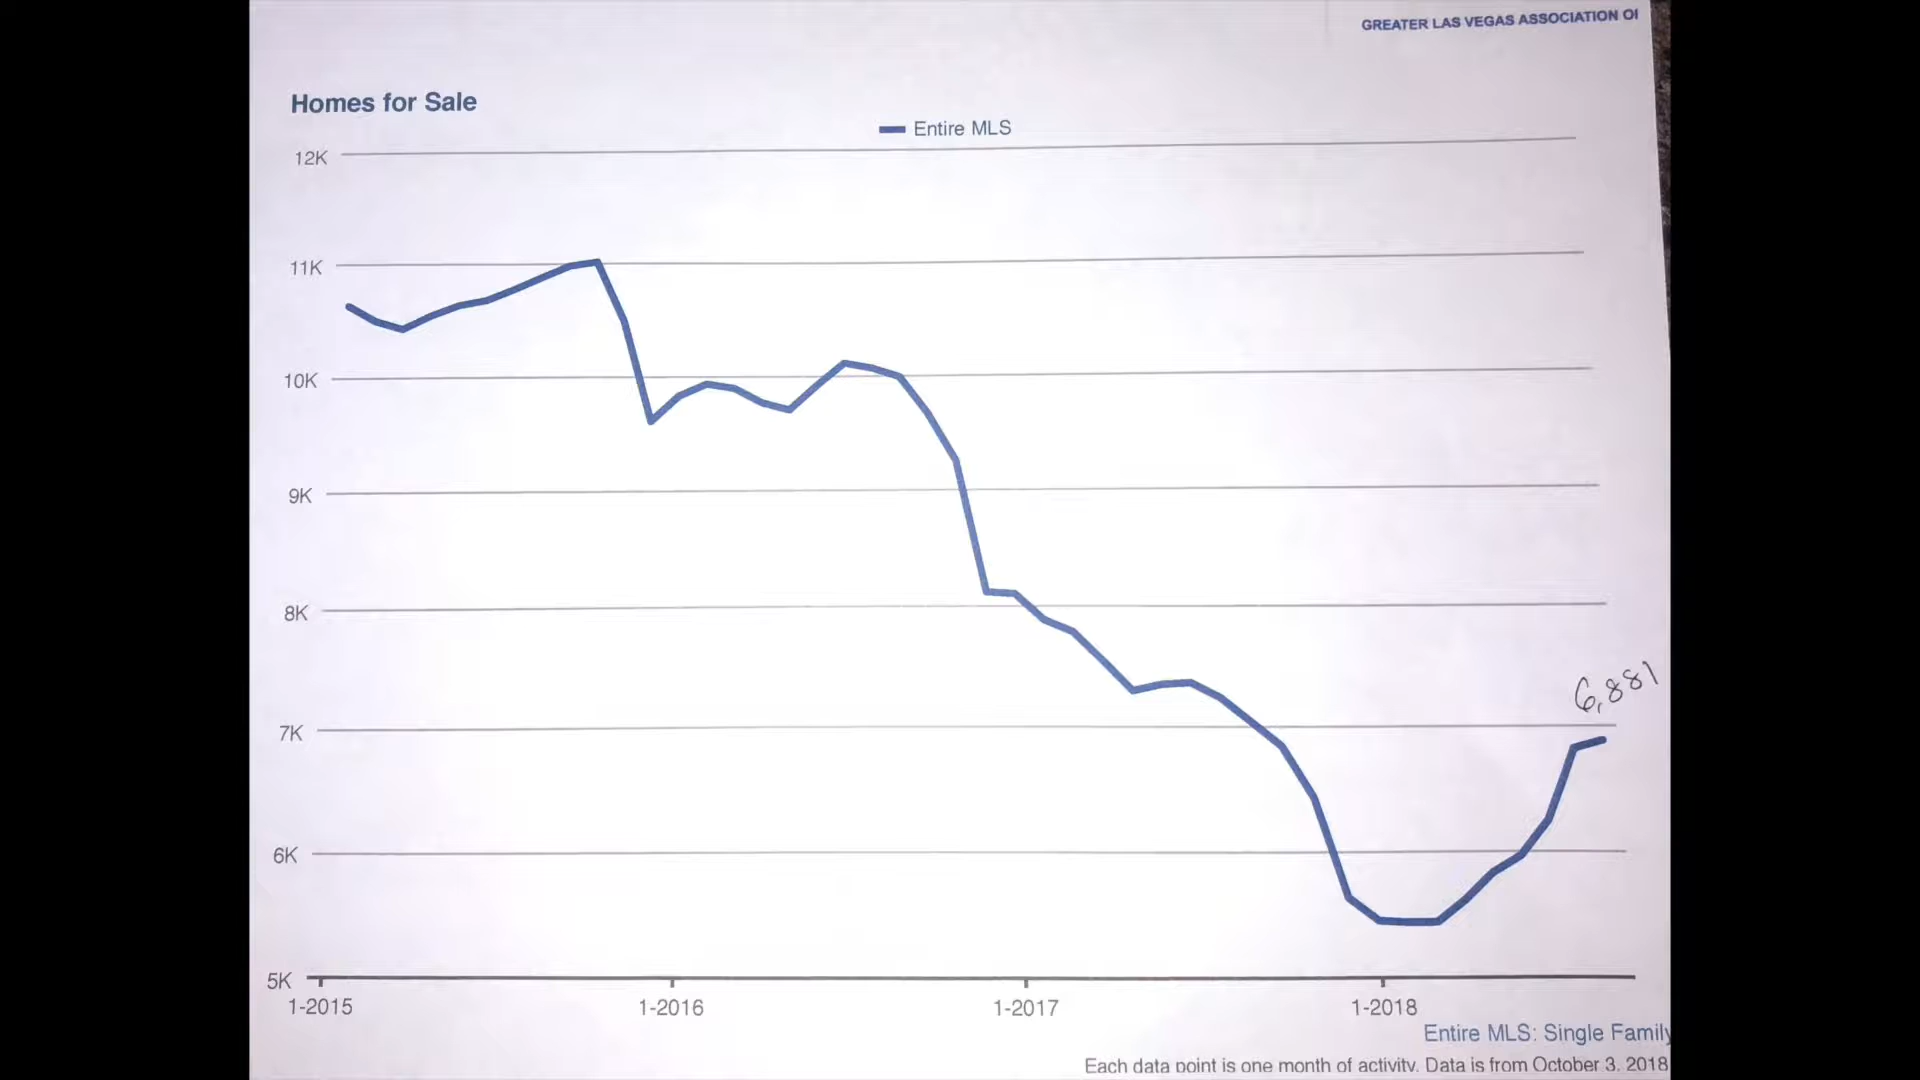 GREATER LAS VEGAS ASSOCIATION
Homes for Sale
Entire MLS
12K
11K
10K
9K
8K
7K
6K
5K
6,881
1-2015 1-2016 1-2017 1-2018
Entire MLS: Single Family
Each data point is one month of activity. Data is from October 3, 2018